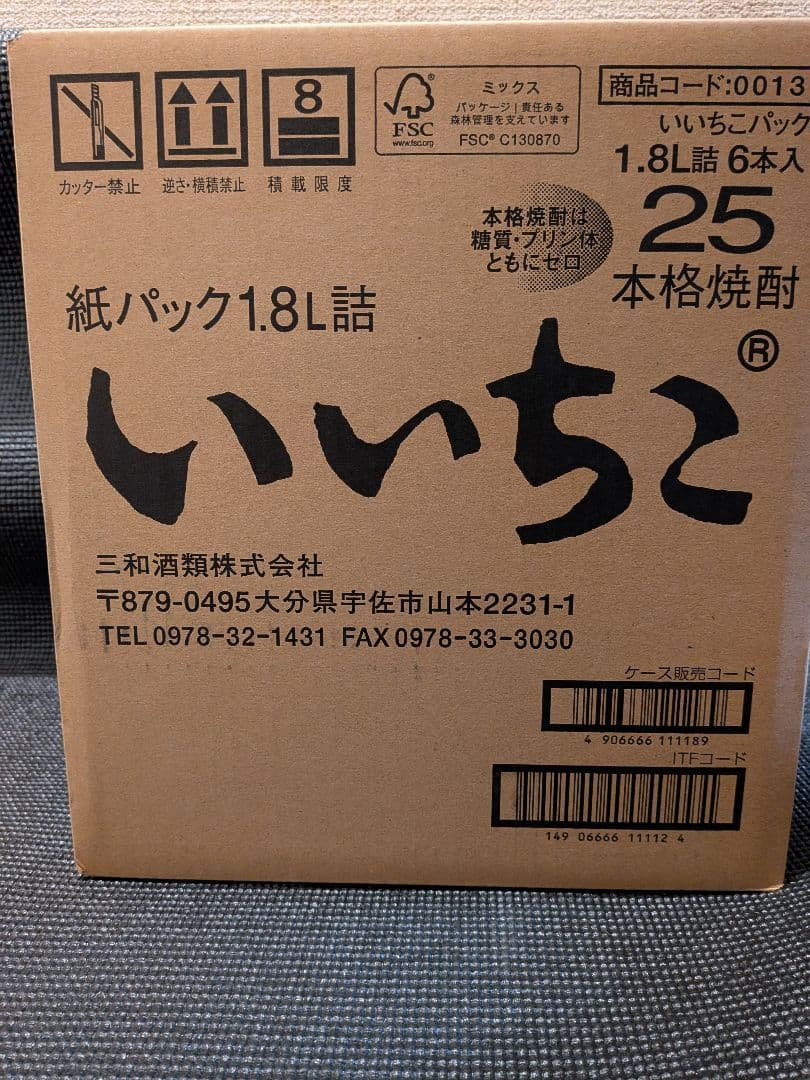 8
カッター禁止
逆さ・横積禁止
積載限度
FSC®
www.fsc.org
ミックス
パッケージ|責任ある
森林管理を支えています
FSC® C130870
商品コード:0013
いいちこパック
1.8L詰 6本入
25
本格焼酎
本格焼酎は
糖質・プリン体
ともにゼロ
紙パック1.8L詰
いいちこ®
三和酒類株式会社
〒879-0495大分県宇佐市山本2231-1
TEL 0978-32-1431 FAX 0978-33-3030
ケース販売コード
4 906666 111189
ITFコード
149 06666 11112 4